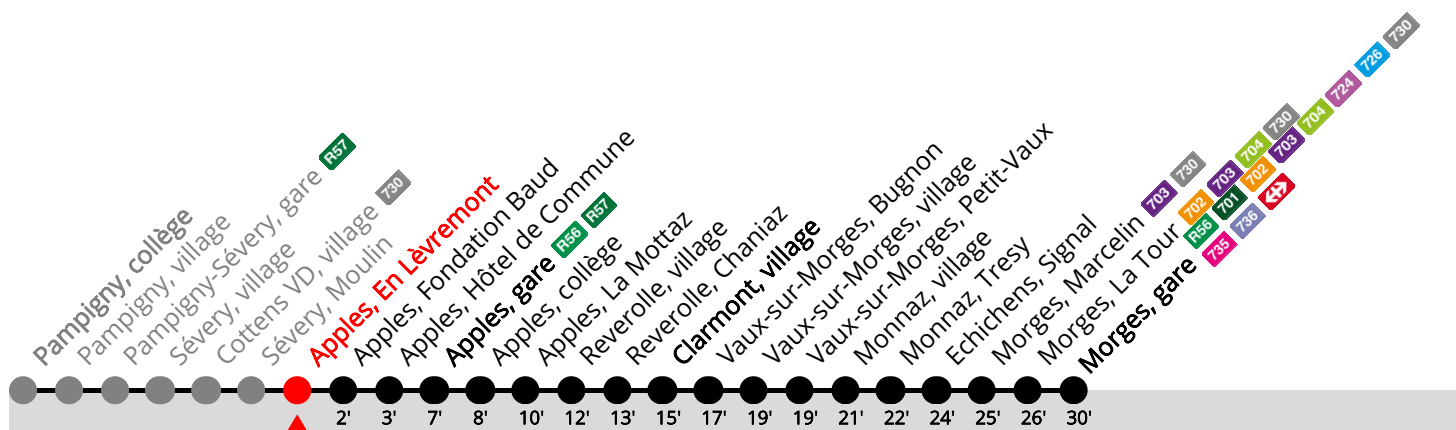 Pampigny, collège
Pampigny, village
Pampigny-Sévery, gare R57
Sévery, village
Cottens VD, village 730
Sévery, Moulin
Apples, En Lèvremont
Apples, Fondation Baud
Apples, Hôtel de Commune
Apples, gare R56 R57
Apples, collège
Apples, La Mottaz
Reverolle, village
Reverolle, Chaniaz
Clarmont, village
Vaux-sur-Morges, Bugnon
Vaux-sur-Morges, village
Vaux-sur-Morges, Petit-Vaux
Monnaz, village
Monnaz, Tresy
Echichens, Signal
Morges, Marcelin 703 730
Morges, La Tour 702 703 704 730
Morges, gare R56 701 702 703 704 724 726 730
735 736
2' 3' 7' 8' 10' 12' 13' 15' 17' 19' 19' 21' 22' 24' 25' 26' 30'